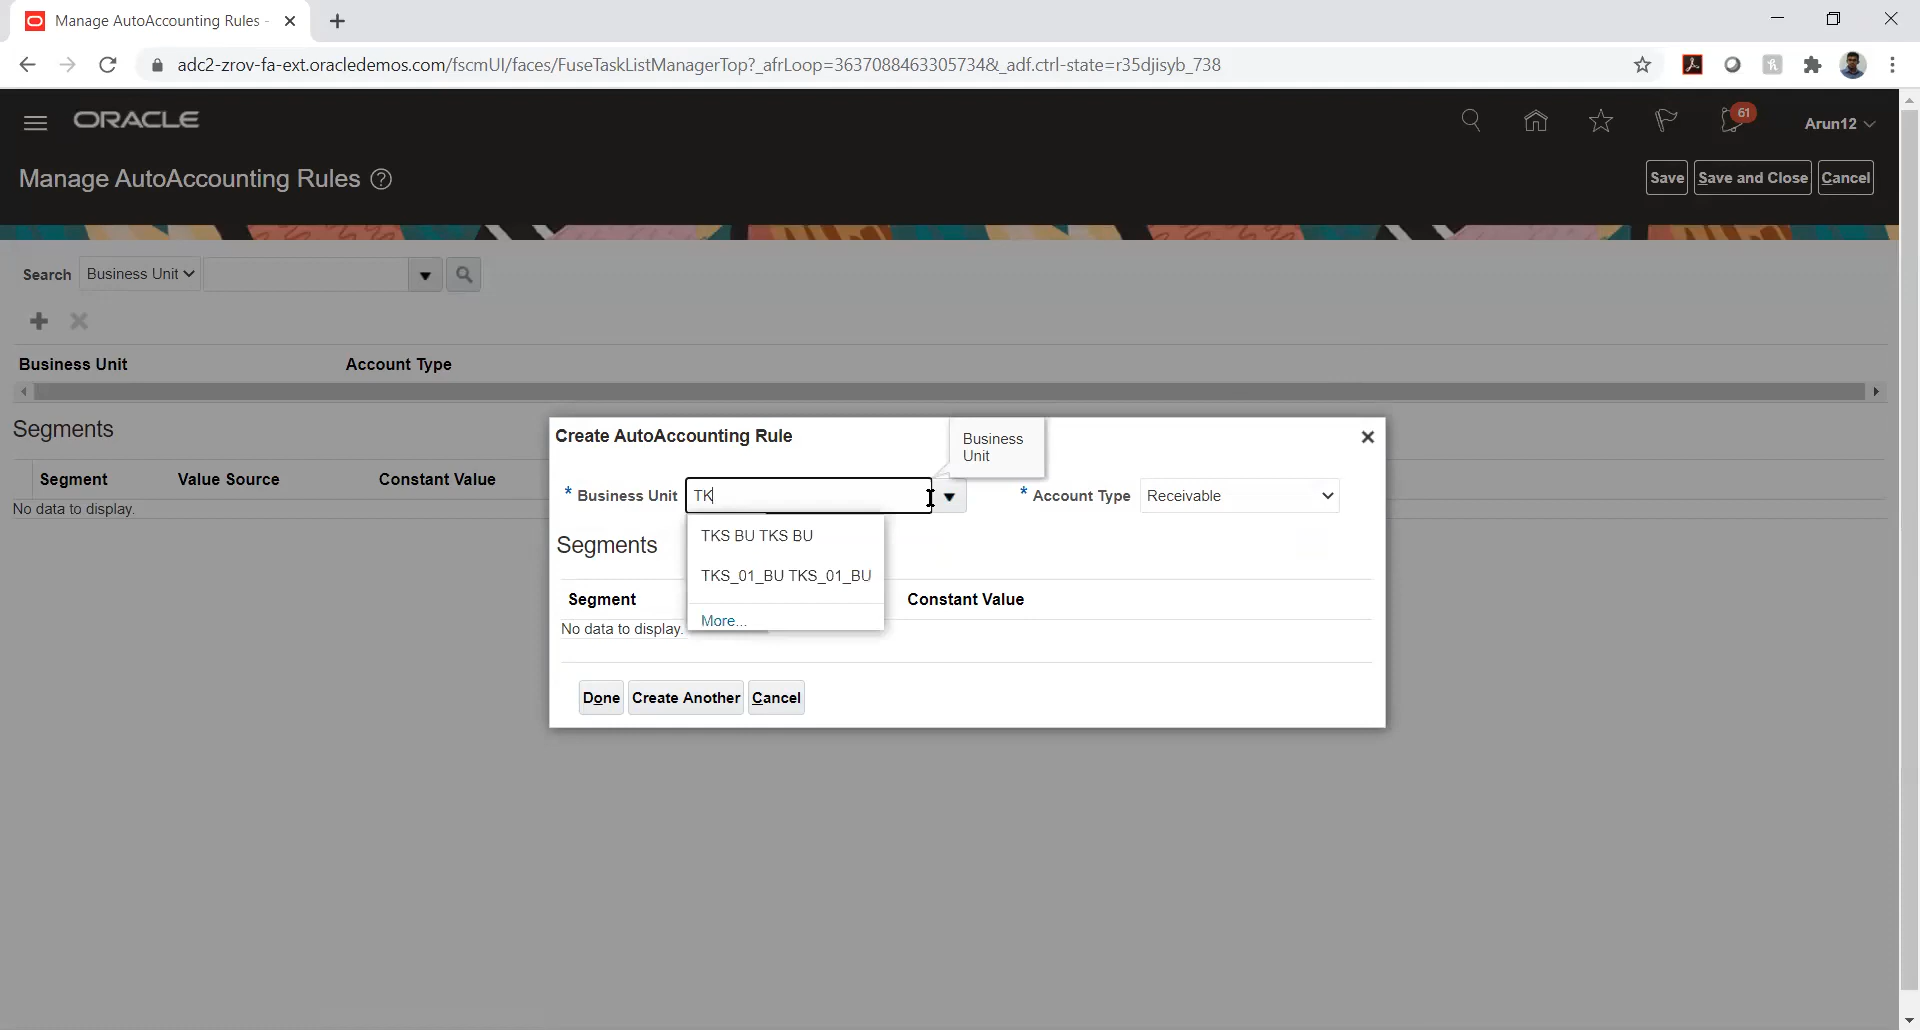 Manage AutoAccounting Rules -
adc2-zrov-fa-ext.oracledemos.com/fscmUI/faces/FuseTaskListManagerTop?_afrLoop=3637088463305734&_adf.ctrl-state=r35djisyb_738
ORACLE
61
Arun12
Manage AutoAccounting Rules ?
Save Save and Close Cancel
Search Business Unit
Business Unit Account Type
Segments
Segment Value Source Constant Value
No data to display.
Create AutoAccounting Rule
Business
Unit
* Business Unit TK * Account Type Receivable
TKS BU TKS BU
Segments
TKS_01_BU TKS_01_BU
Segment Constant Value
More...
No data to display.
Done Create Another Cancel